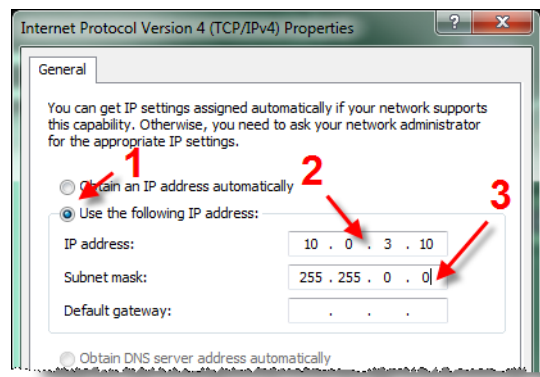 Internet Protocol Version 4 (TCP/IPv4) Properties
General
You can get IP settings assigned automatically if your network supports
this capability. Otherwise, you need to ask your network administrator
for the appropriate IP settings.
1
Obtain an IP address automatically
2
3
Use the following IP address:
IP address: 10 . 0 . 3 . 10
Subnet mask: 255 . 255 . 0 . 0
Default gateway: . . .
Obtain DNS server address automatically